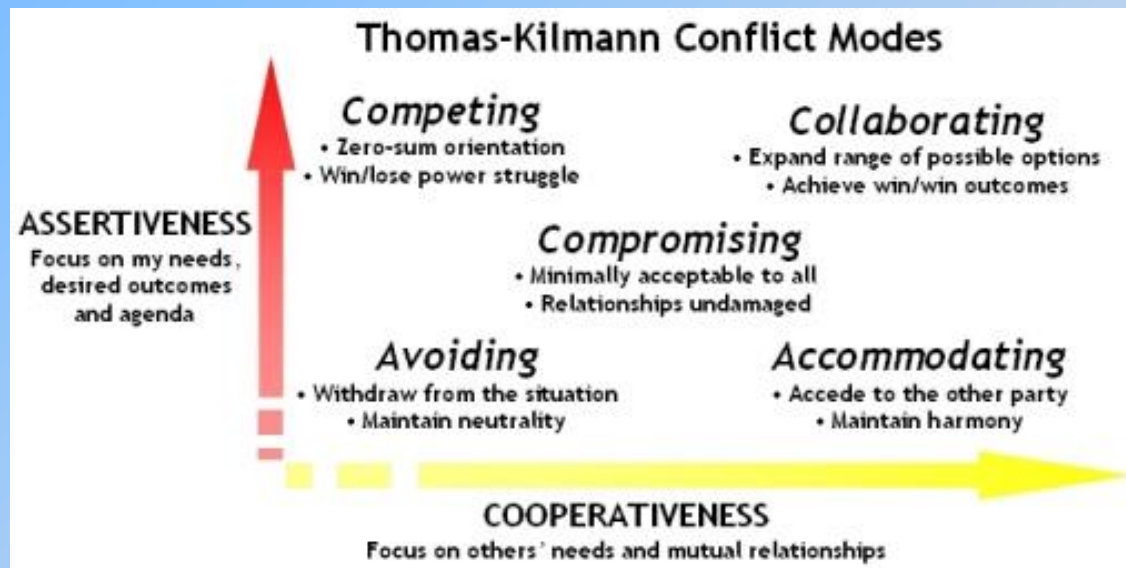 Thomas-Kilmann Conflict Modes
Competing
• Zero-sum orientation
• Win/lose power struggle
Collaborating
• Expand range of possible options
• Achieve win/win outcomes
ASSERTIVENESS
Focus on my needs,
desired outcomes
and agenda
Compromising
• Minimally acceptable to all
• Relationships undamaged
Avoiding
• Withdraw from the situation
• Maintain neutrality
Accommodating
• Accede to the other party
• Maintain harmony
COOPERATIVENESS
Focus on others' needs and mutual relationships